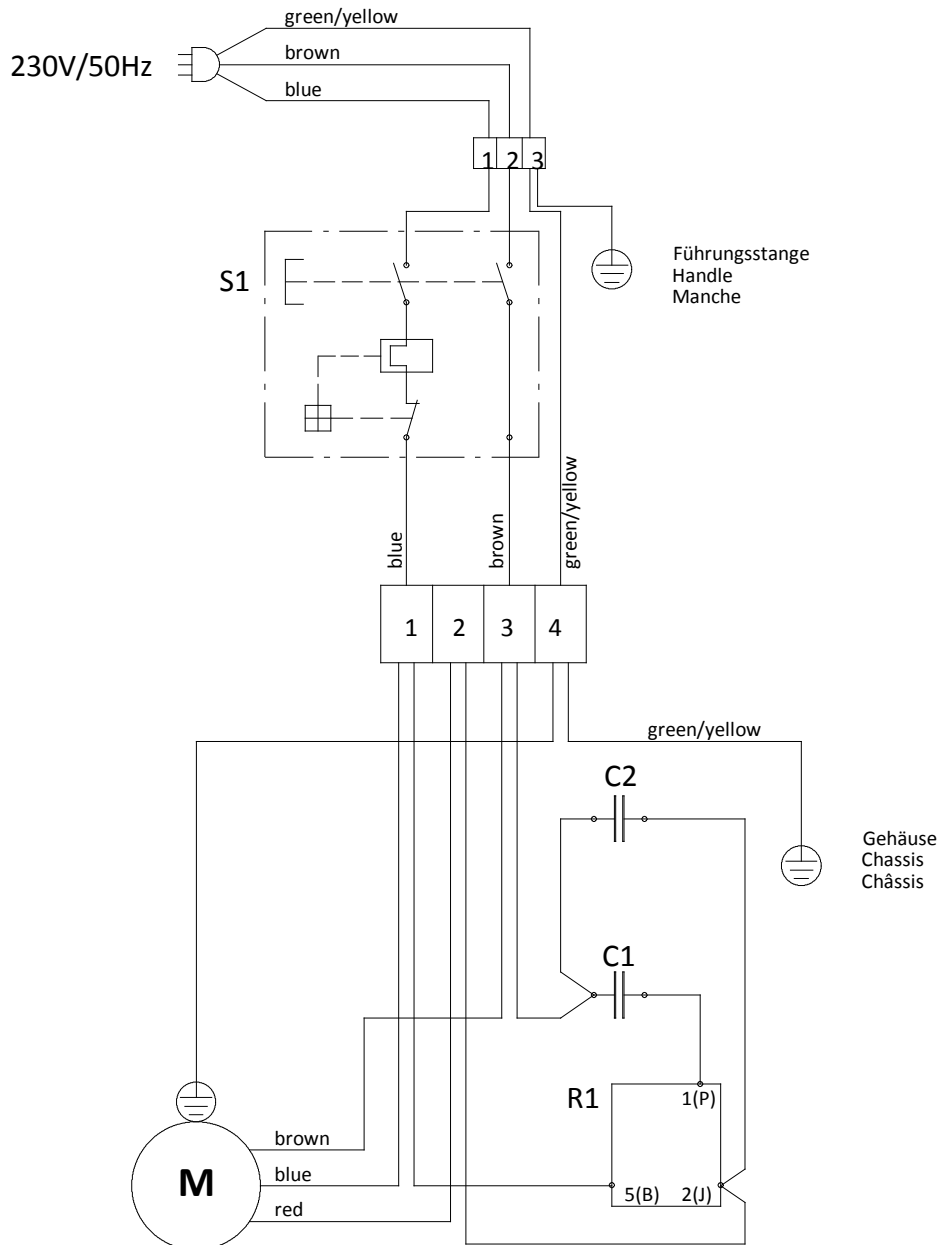 green/yellow
230V/50Hz
brown
blue
1 2 3
Führungsstange
Handle
Manche
S1
blue
brown
green/yellow
1 2 3 4
green/yellow
C2
Gehäuse
Chassis
Châssis
C1
R1
1(P)
brown
M
blue
5(B) 2(J)
red